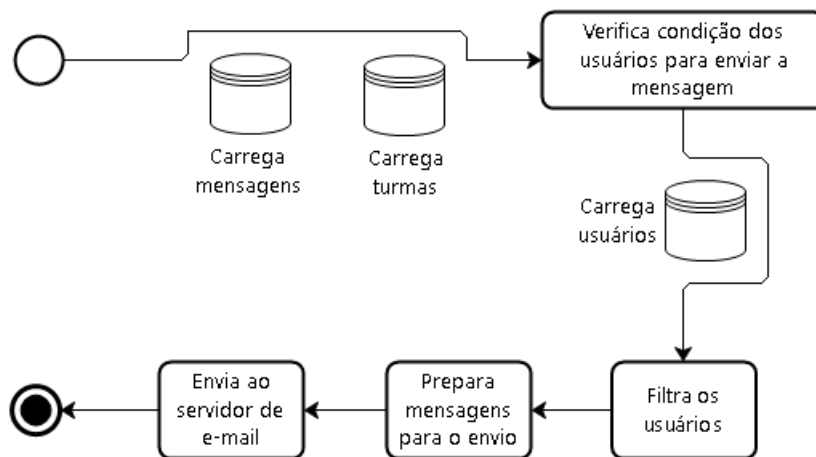 Verifica condição dos
usuários para enviar a
mensagem
Carrega
mensagens
Carrega
turmas
Carrega
usuários
Envia ao
servidor de
e-mail
Prepara
mensagens
para o envio
Filtra os
usuários